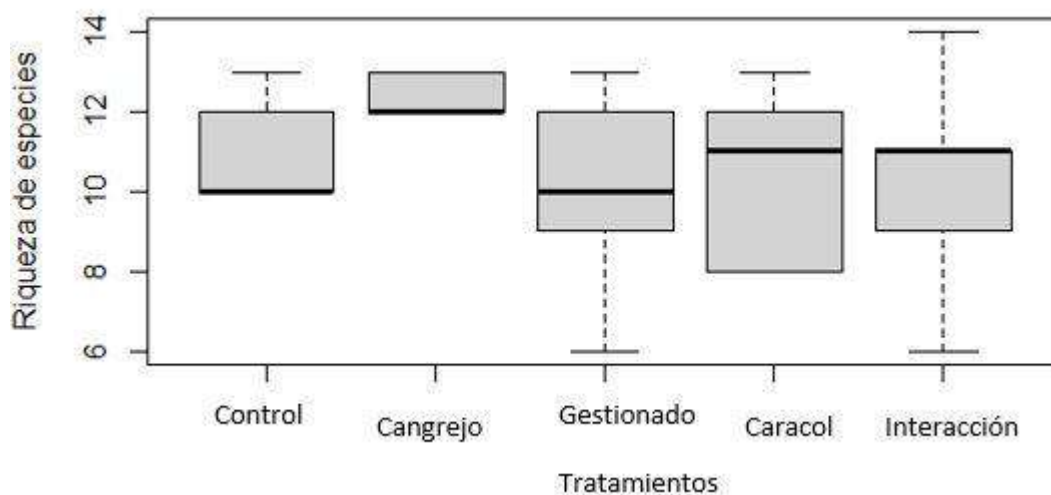 Riqueza de especies
14
12
10
8
6
Control
Cangrejo
Gestionado
Caracol
Interacción
Tratamientos